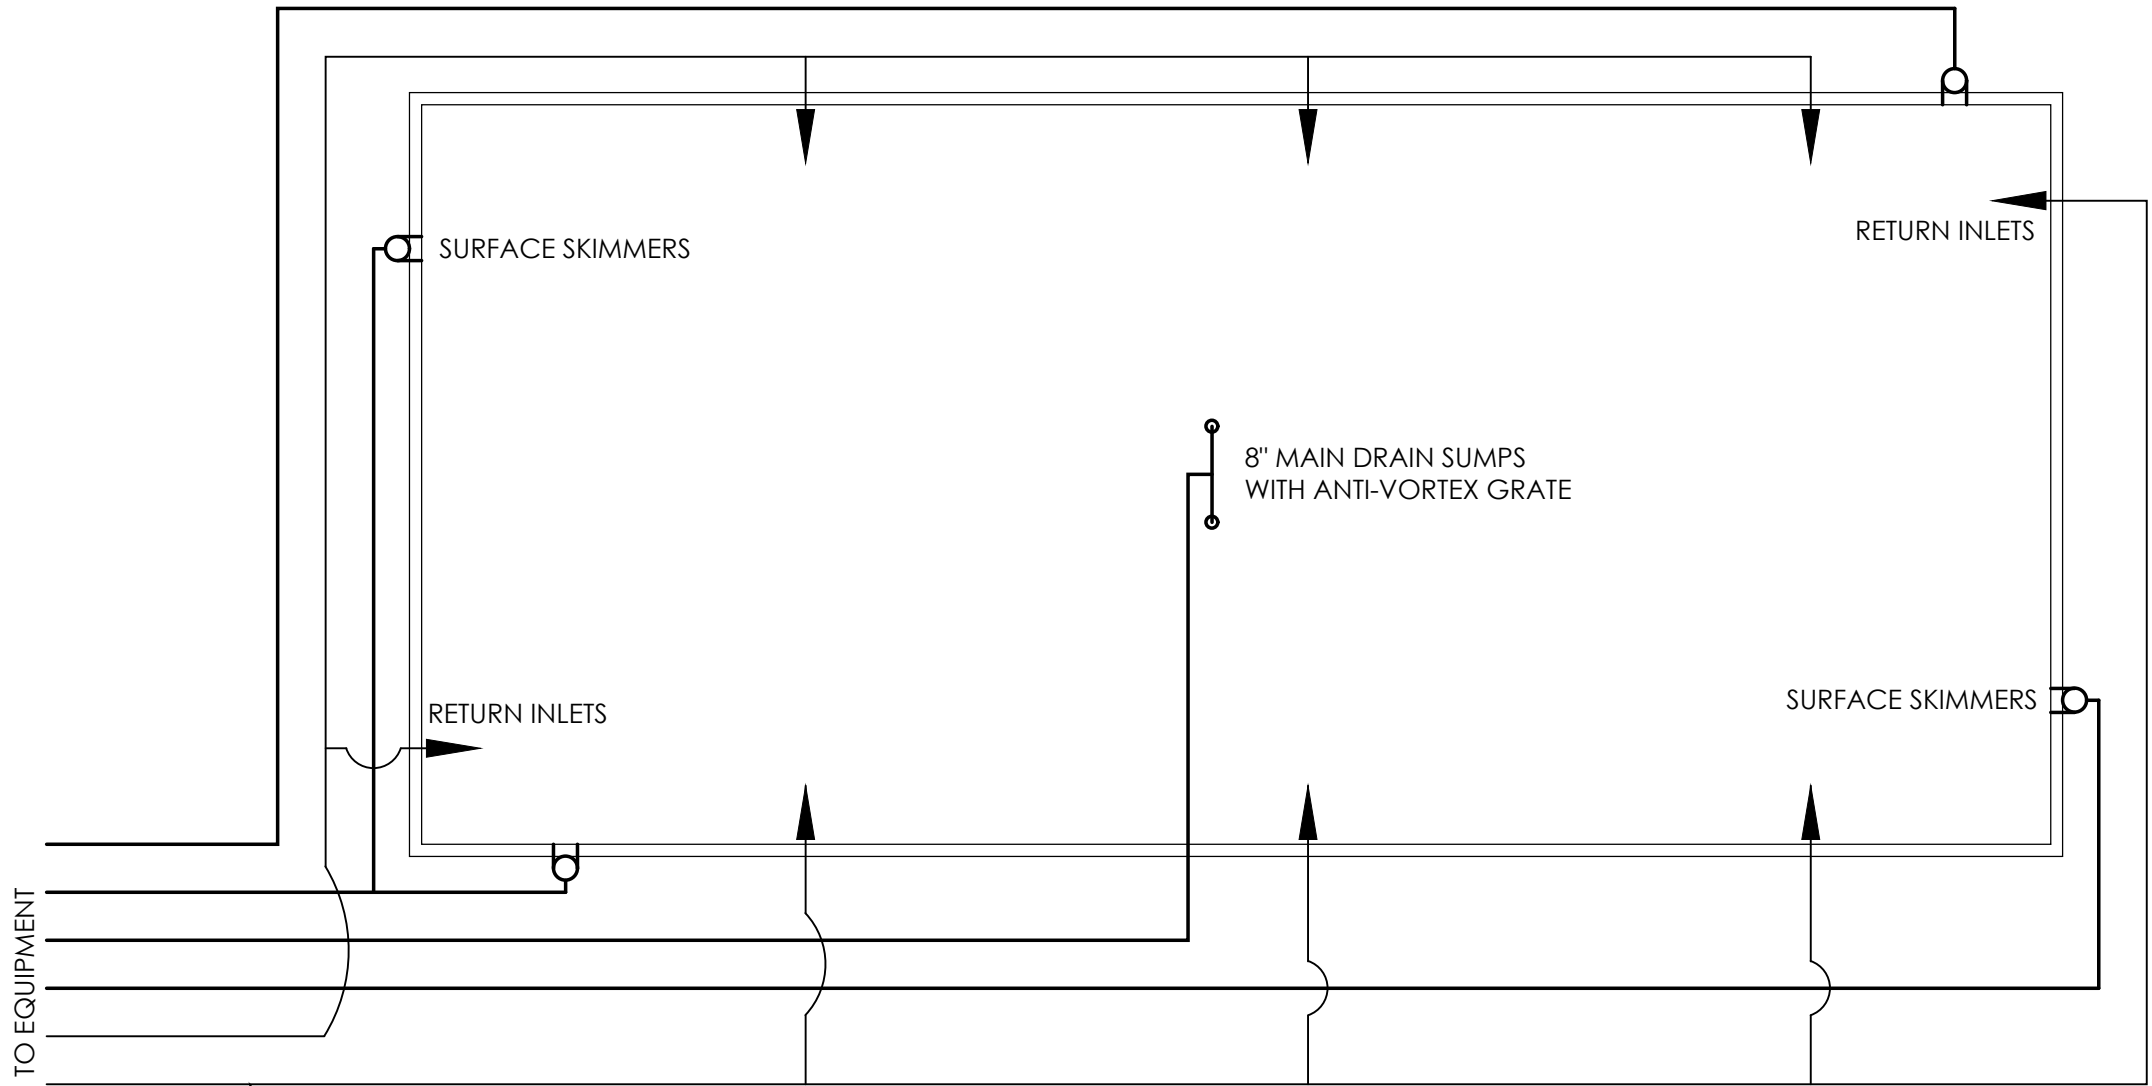 SURFACE SKIMMERS
RETURN INLETS
8" MAIN DRAIN SUMPS
WITH ANTI-VORTEX GRATE
RETURN INLETS
SURFACE SKIMMERS
TO EQUIPMENT